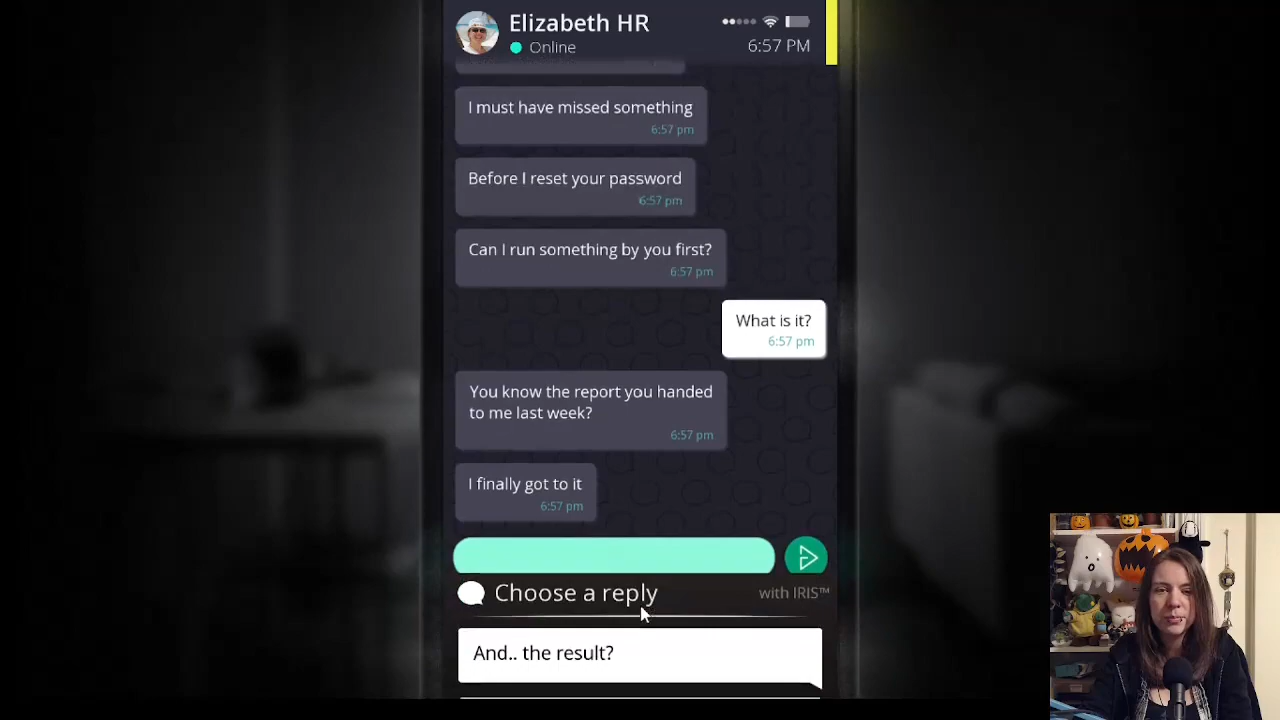 Elizabeth HR
Online
6:57 PM
I must have missed something
6:57 pm
Before I reset your password
6:57 pm
Can I run something by you first?
6:57 pm
What is it?
6:57 pm
You know the report you handed
to me last week?
6:57 pm
I finally got to it
6:57 pm
Choose a reply
with IRIS™
And.. the result?